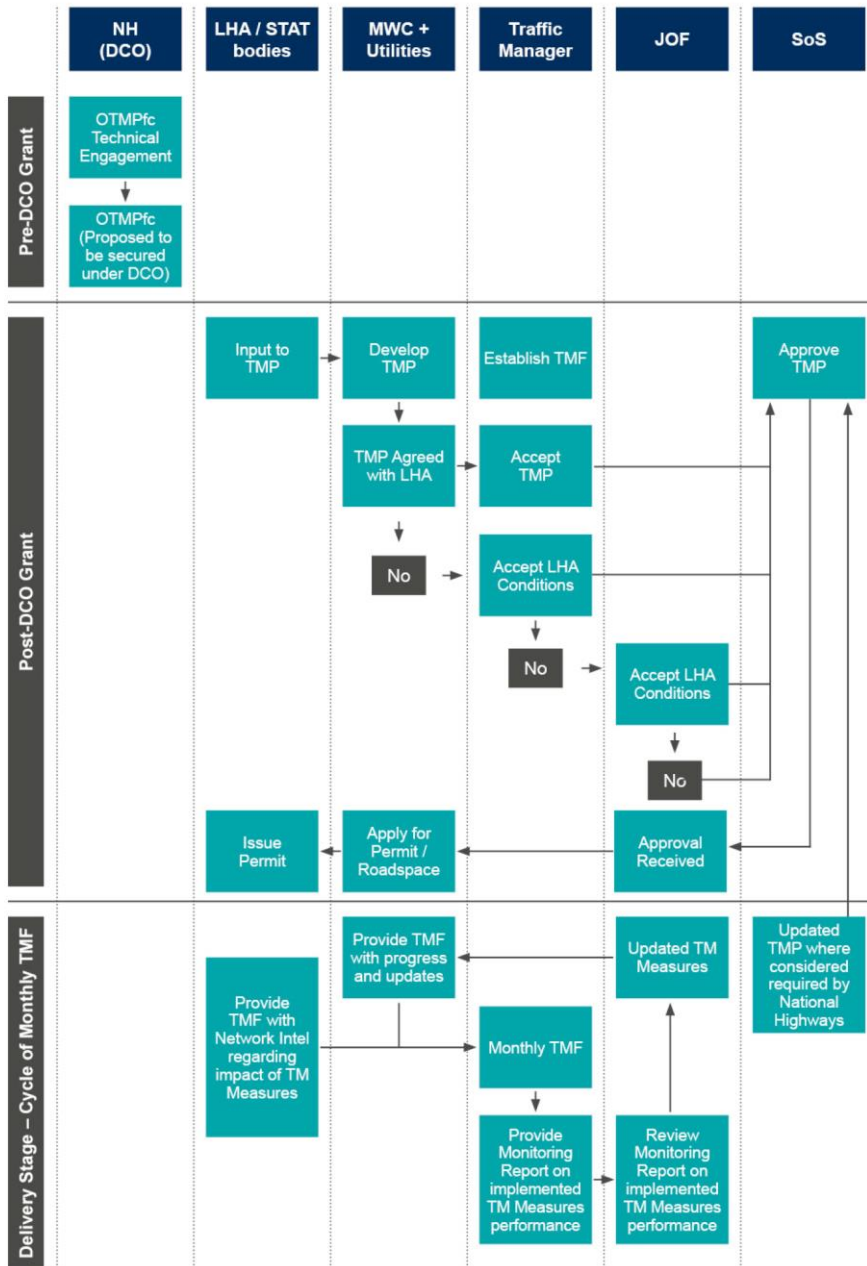 NH
(DCO)
LHA / STAT
bodies
MWC +
Utilities
Traffic
Manager
JOF
SoS
Pre-DCO Grant
OTMPfc
Technical
Engagement
OTMPfc
(Proposed to
be secured
under DCO)
Post-DCO Grant
Input to
TMP
Develop
TMP
Establish TMF
Approve
TMP
TMP Agreed
with LHA
Accept
TMP
No
Accept LHA
Conditions
No
Accept LHA
Conditions
No
Issue
Permit
Apply for
Permit /
Roadspace
Approval
Received
Delivery Stage – Cycle of Monthly TMF
Provide TMF
with progress
and updates
Updated TM
Measures
Updated
TMP where
considered
required by
National
Highways
Provide
TMF with
Network Intel
regarding
impact of TM
Measures
Monthly TMF
Provide
Monitoring
Report on
implemented
TM Measures
performance
Review
Monitoring
Report on
implemented
TM Measures
performance